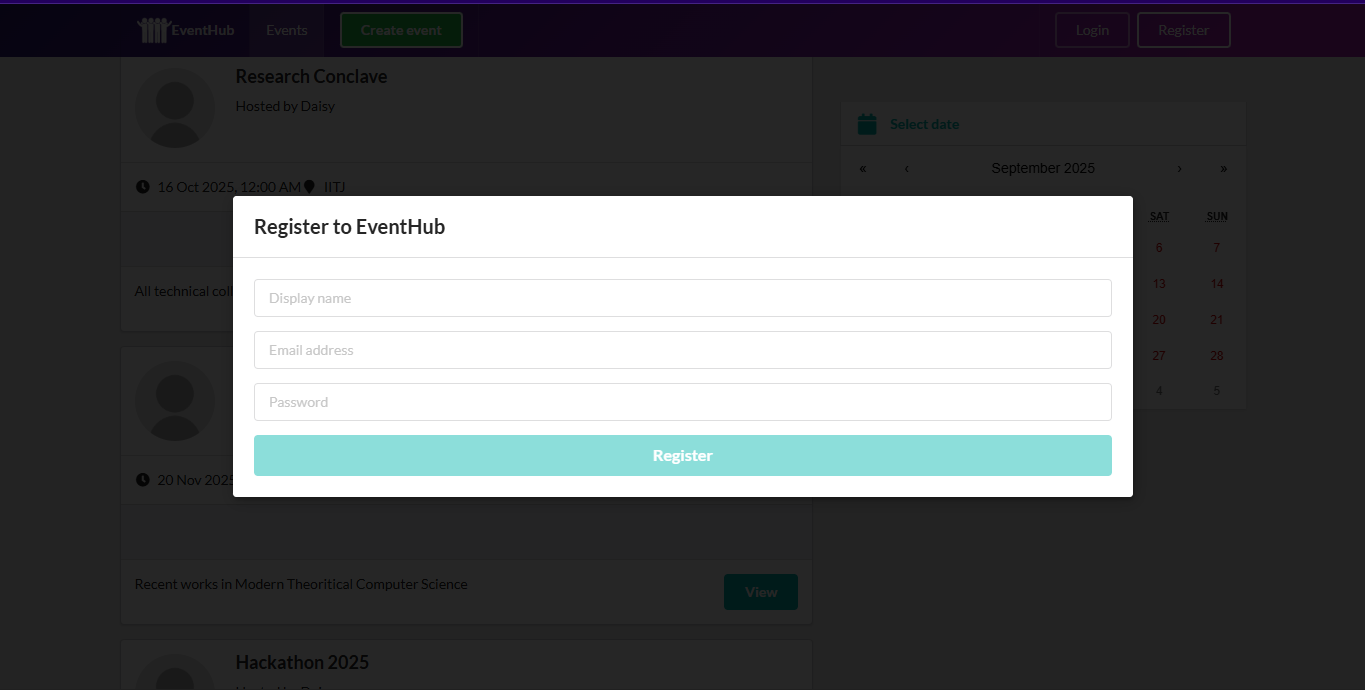 EventHub Events Create event Login Register
Research Conclave
Hosted by Daisy
16 Oct 2025, 12:00 AM IITJ
All technical coll
20 Nov 2025
Recent works in Modern Theoritical Computer Science
View
Hackathon 2025
Select date
« ‹ September 2025 › »
SAT SUN
6 7
13 14
20 21
27 28
4 5
Register to EventHub
Display name
Email address
Password
Register